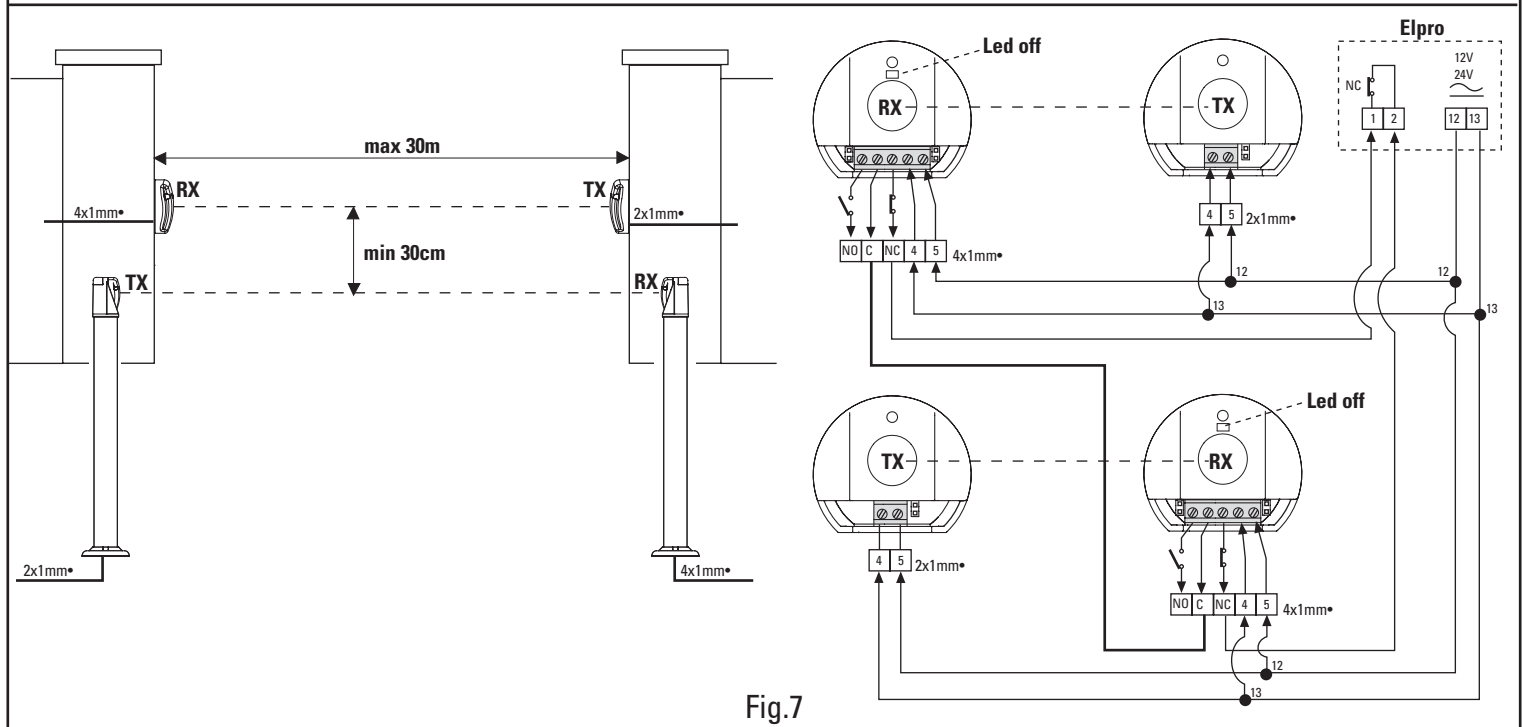 max 30m
RX
TX
4x1mm•
2x1mm•
min 30cm
TX
RX
2x1mm•
4x1mm•
Led off
RX
TX
NO C NC 4 5 4x1mm•
4 5 2x1mm•
Elpro
12V
24V
NC
1 2 12 13
12
12
13
13
Led off
TX
RX
4 5 2x1mm•
NO C NC 4 5 4x1mm•
12
13
Fig.7